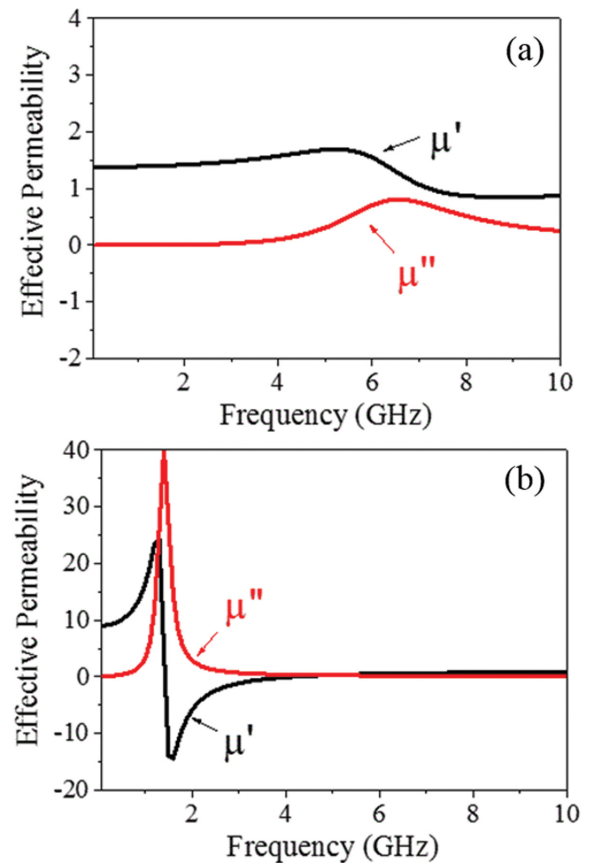 (a)
Effective Permeability
4
3
2
1
0
-1
-2
μ'
μ"
2
4
6
8
10
Frequency (GHz)
(b)
Effective Permeability
40
30
20
10
0
-10
-20
μ"
μ'
2
4
6
8
10
Frequency (GHz)